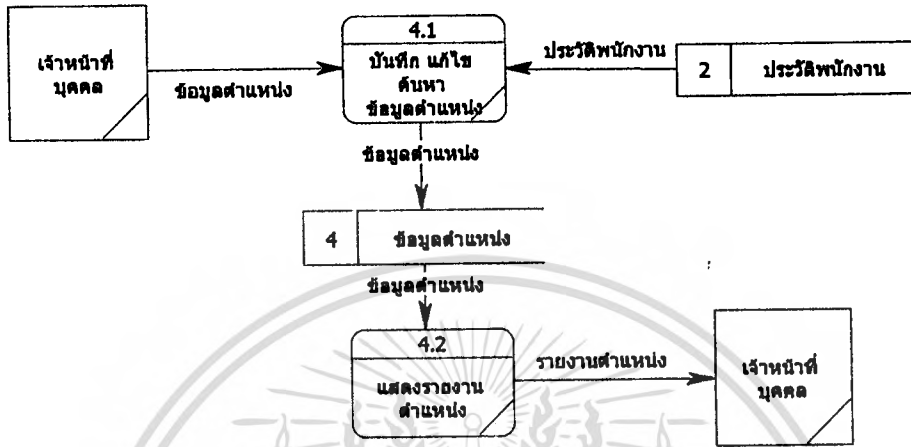 เจ้าหน้าที่
บุคคล
ข้อมูลตำแหน่ง
4.1
บันทึก แก้ไข
ค้นหา
ข้อมูลตำแหน่ง
ประวัติพนักงาน
2 ประวัติพนักงาน
ข้อมูลตำแหน่ง
4 ข้อมูลตำแหน่ง
ข้อมูลตำแหน่ง
4.2
แสดงรายงาน
ตำแหน่ง
รายงานตำแหน่ง
เจ้าหน้าที่
บุคคล